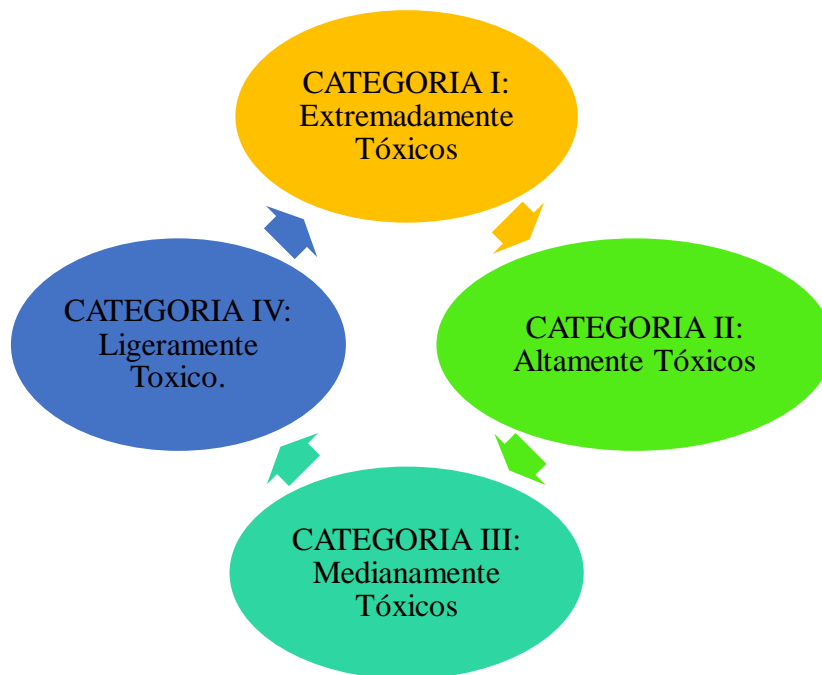 CATEGORIA I:
Extremadamente
Tóxicos
CATEGORIA II:
Altamente Tóxicos
CATEGORIA III:
Medianamente
Tóxicos
CATEGORIA IV:
Ligeramente
Toxico.